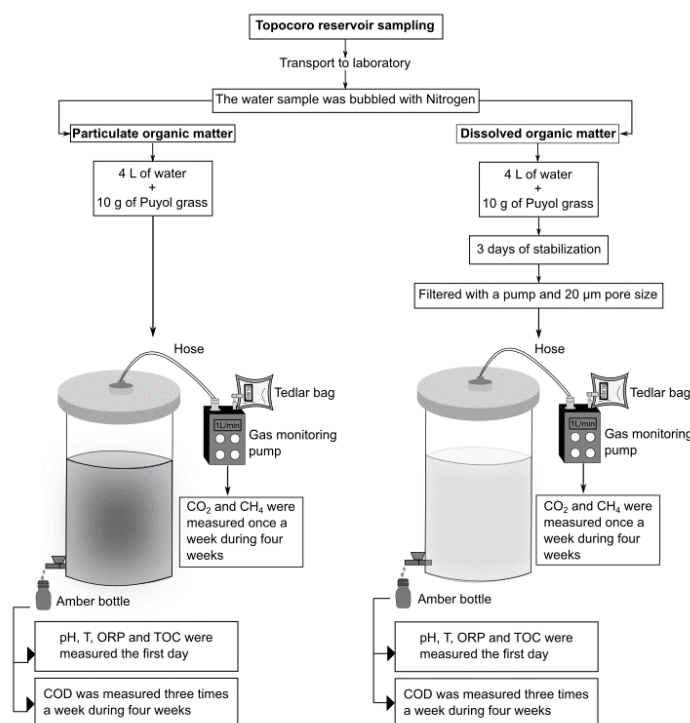 Topocoro reservoir sampling
Transport to laboratory
The water sample was bubbled with Nitrogen
Particulate organic matter
4 L of water
+
10 g of Puyol grass
Hose
Tedlar bag
1L/min
Gas monitoring
pump
CO₂ and CH₄ were
measured once a
week during four
weeks
Amber bottle
pH, T, ORP and TOC were
measured the first day
COD was measured three times
a week during four weeks
Dissolved organic matter
4 L of water
+
10 g of Puyol grass
3 days of stabilization
Filtered with a pump and 20 µm pore size
Hose
Tedlar bag
1L/min
Gas monitoring
pump
CO₂ and CH₄ were
measured once a
week during four
weeks
Amber bottle
pH, T, ORP and TOC were
measured the first day
COD was measured three times
a week during four weeks